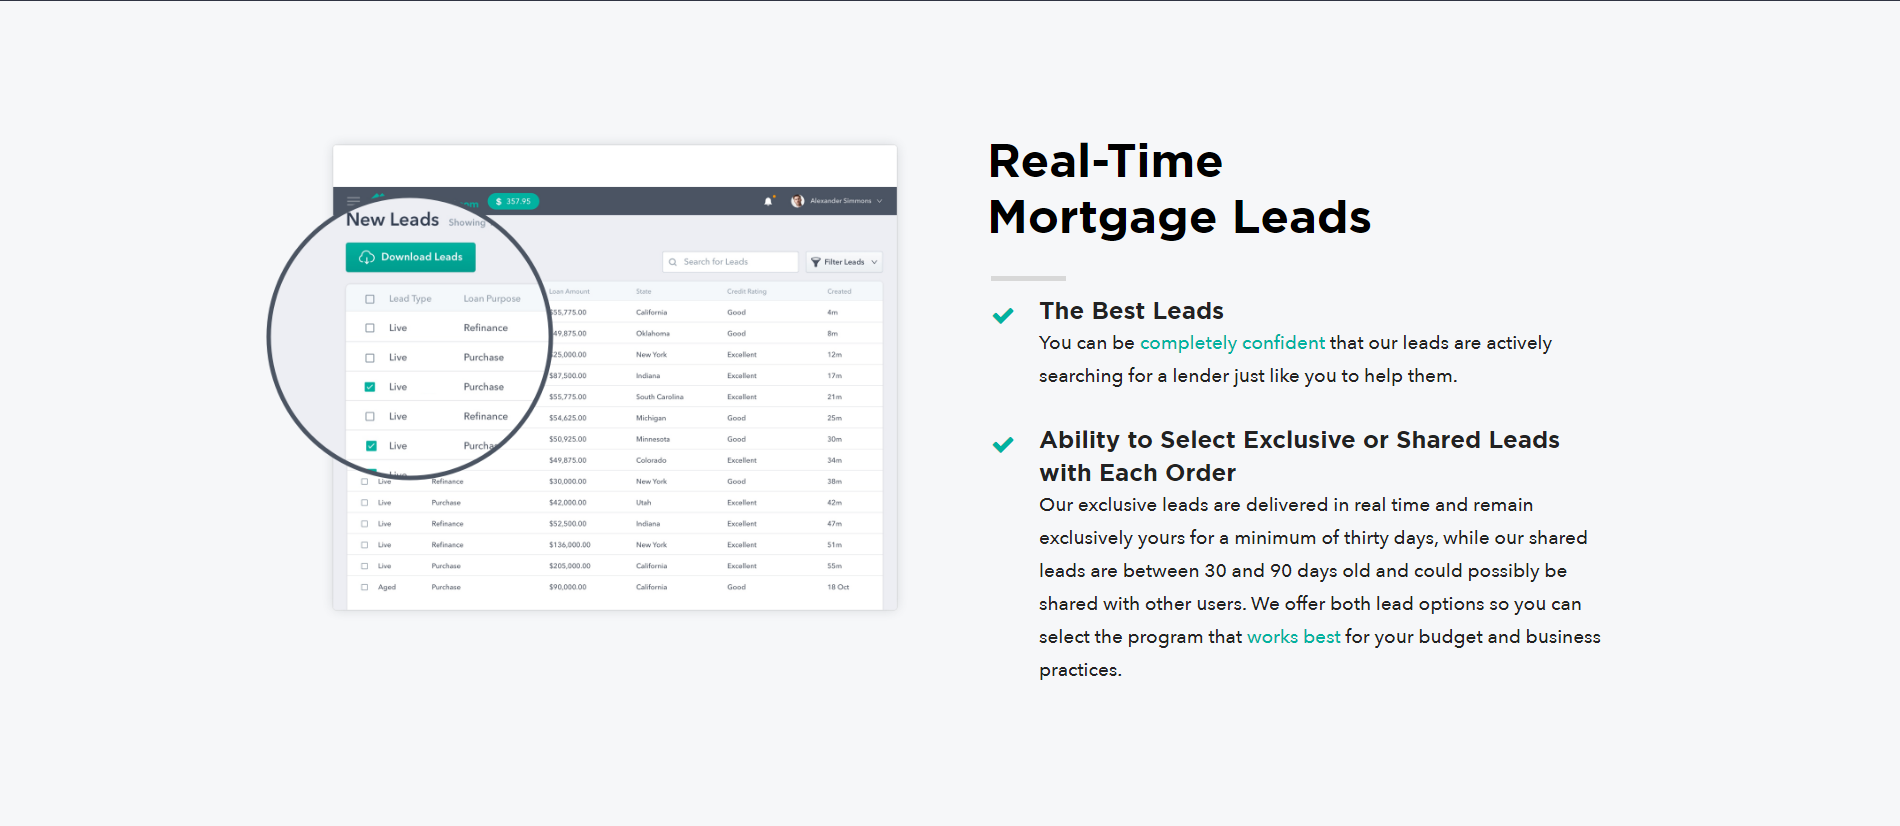 om
$ 357.95
Alexander Simmons
New Leads Showing
Download Leads
Search for Leads
Filter Leads
Lead Type Loan Purpose Loan Amount State Credit Rating Created
Live Refinance $55,775.00 California Good 4m
Live Purchase $49,875.00 Oklahoma Good 8m
Live Purchase $25,000.00 New York Excellent 12m
Live Refinance $87,500.00 Indiana Excellent 17m
Live Purchase $55,775.00 South Carolina Excellent 21m
Live $54,625.00 Michigan Good 25m
$50,925.00 Minnesota Good 30m
$49,875.00 Colorado Excellent 34m
Live Refinance $30,000.00 New York Good 38m
Live Purchase $42,000.00 Utah Excellent 42m
Live Refinance $52,500.00 Indiana Excellent 47m
Live Refinance $136,000.00 New York Excellent 51m
Live Purchase $205,000.00 California Excellent 55m
Aged Purchase $90,000.00 California Good 18 Oct
Real-Time
Mortgage Leads
The Best Leads
You can be completely confident that our leads are actively
searching for a lender just like you to help them.
Ability to Select Exclusive or Shared Leads
with Each Order
Our exclusive leads are delivered in real time and remain
exclusively yours for a minimum of thirty days, while our shared
leads are between 30 and 90 days old and could possibly be
shared with other users. We offer both lead options so you can
select the program that works best for your budget and business
practices.